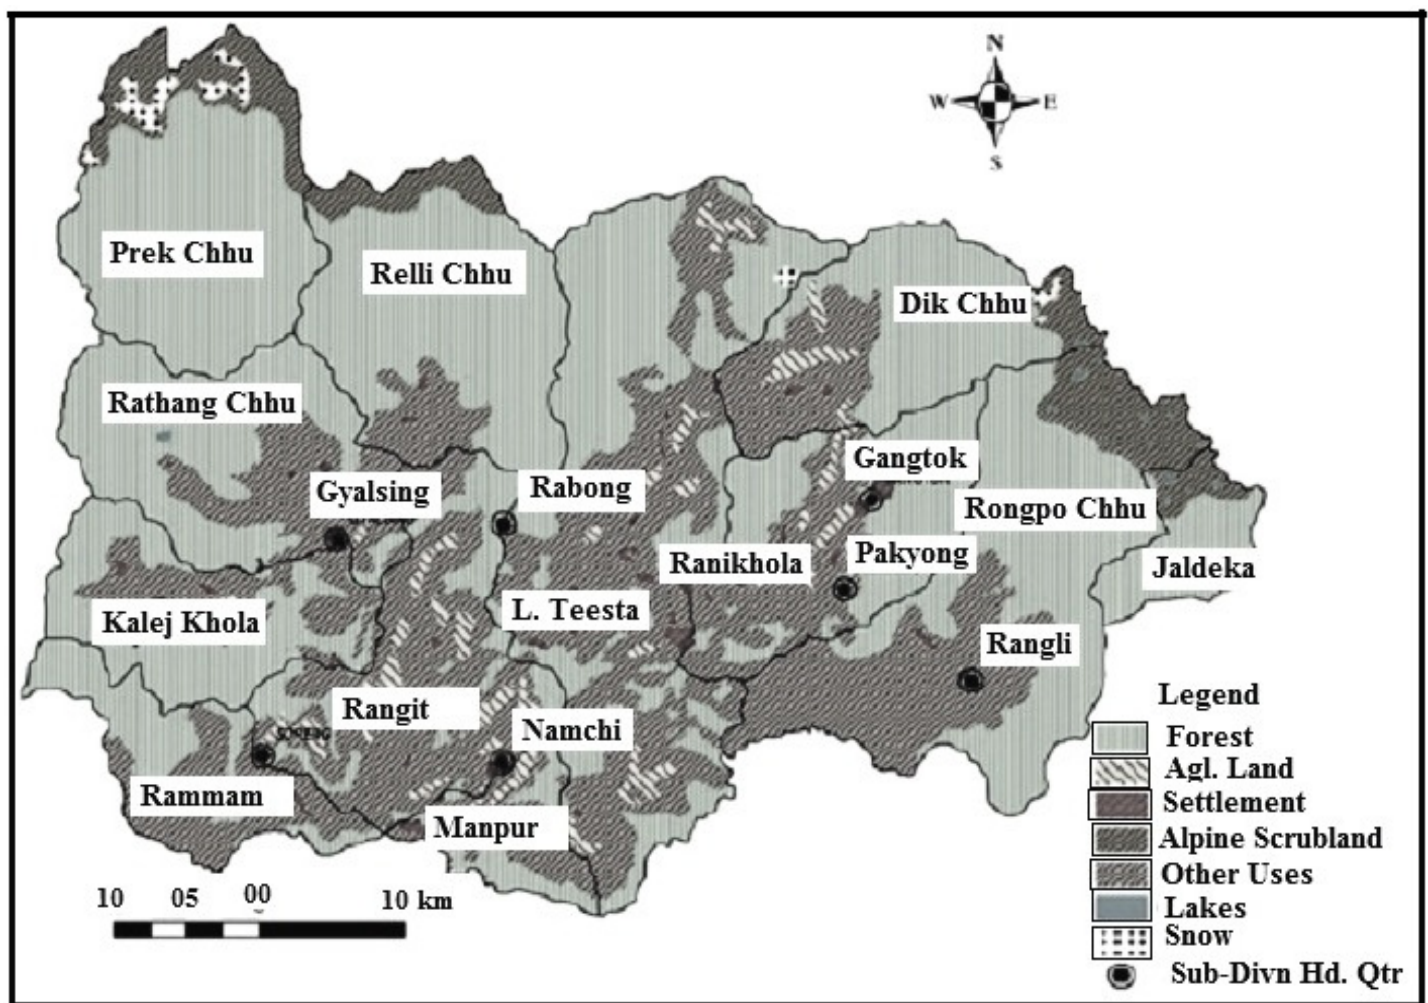 N
W E
S
Prek Chhu
Relli Chhu
Dik Chhu
Rathang Chhu
Gangtok
Gyalsing
Rabong
Rongpo Chhu
Ranikhola
Pakyong
Jaldeka
Kalej Khola
L. Teesta
Rangli
Rangit
Namchi
Rammam
Manpur
10 05 00 10 km
Legend
Forest
Agl. Land
Settlement
Alpine Scrubland
Other Uses
Lakes
Snow
Sub-Divn Hd. Qtr